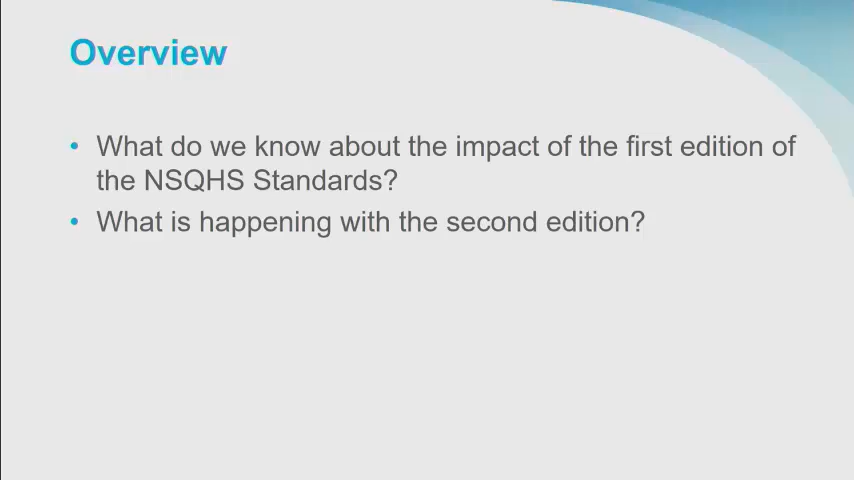 Overview
• What do we know about the impact of the first edition of
the NSQHS Standards?
• What is happening with the second edition?